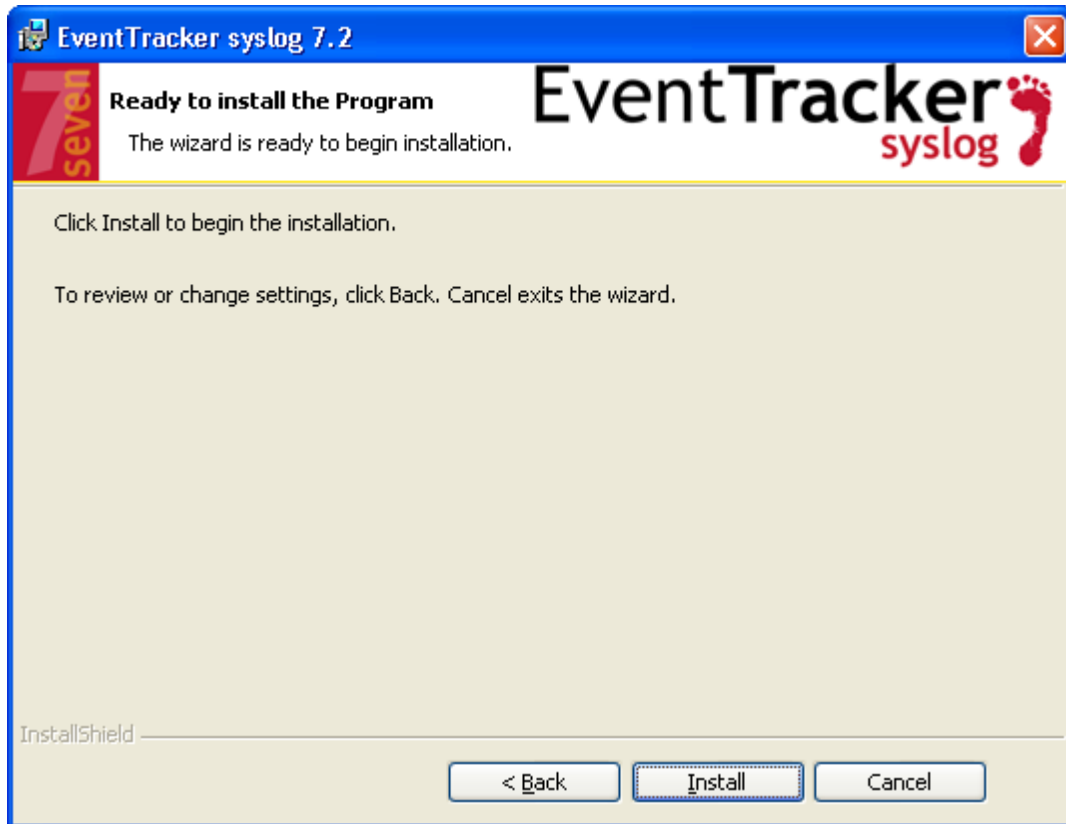 EventTracker syslog 7.2
7 seven
Ready to install the Program
The wizard is ready to begin installation.
EventTracker
syslog
Click Install to begin the installation.
To review or change settings, click Back. Cancel exits the wizard.
InstallShield
< Back
Install
Cancel